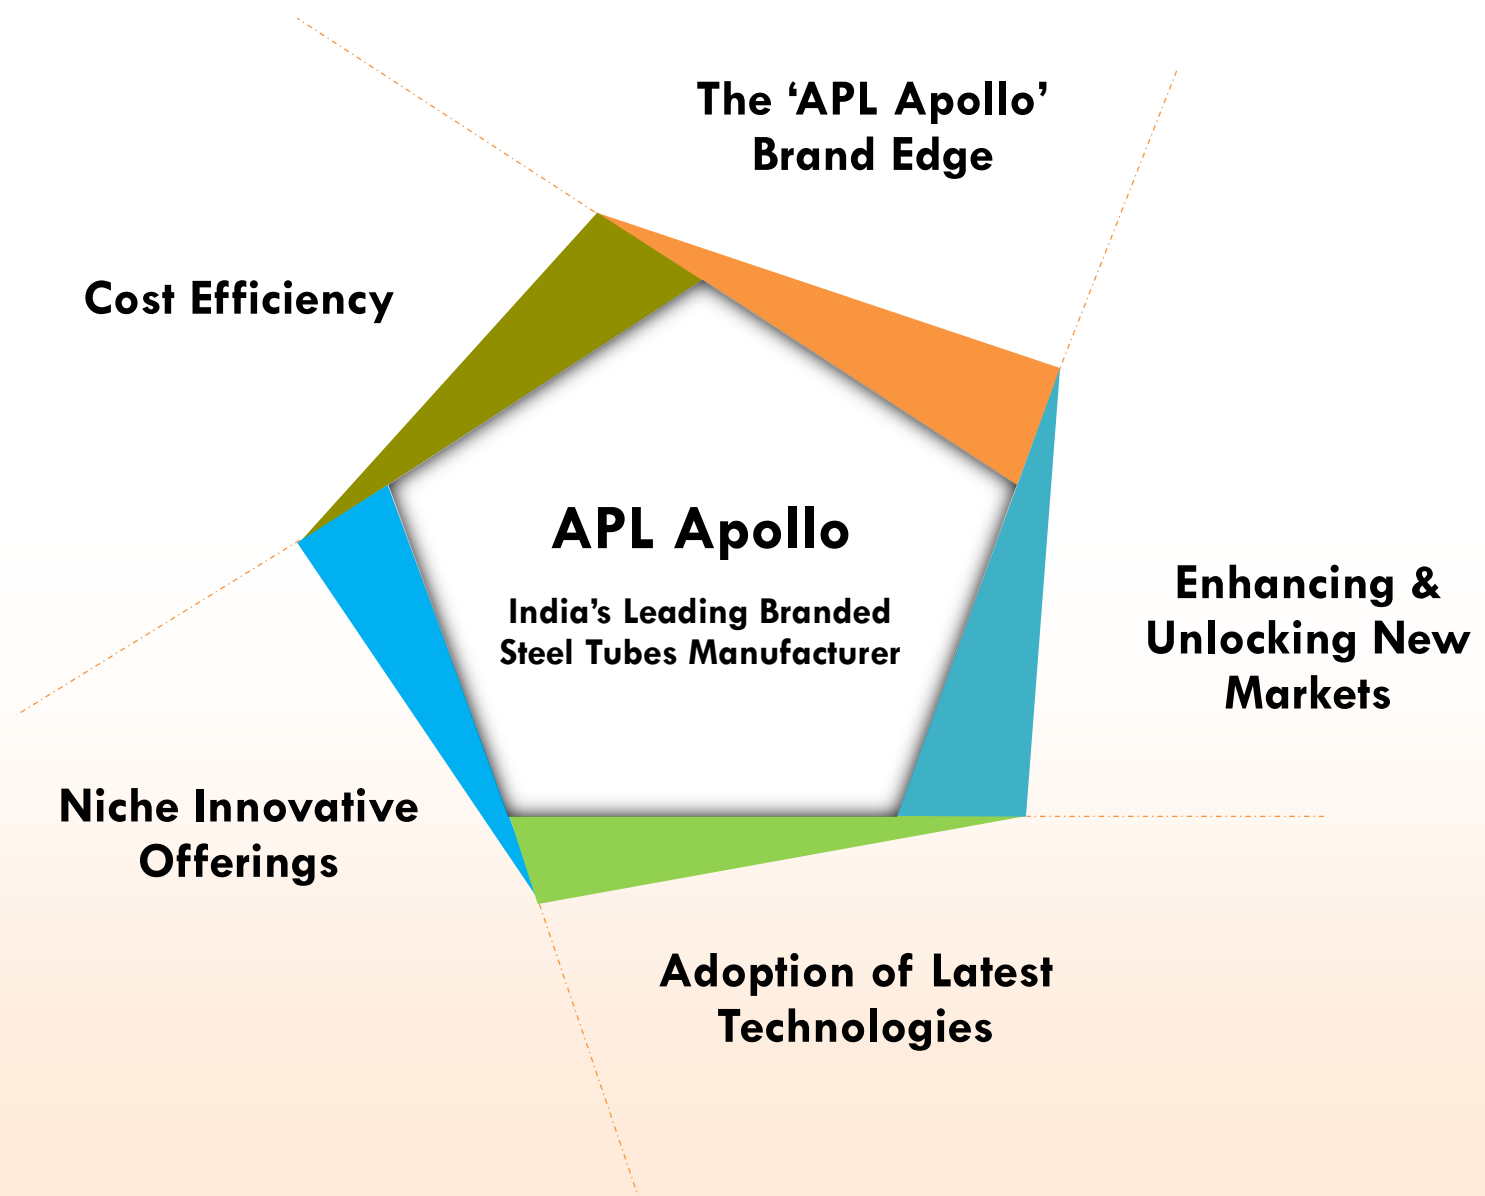 The ‘APL Apollo’
Brand Edge
Cost Efficiency
APL Apollo
India’s Leading Branded
Steel Tubes Manufacturer
Enhancing &
Unlocking New
Markets
Niche Innovative
Offerings
Adoption of Latest
Technologies